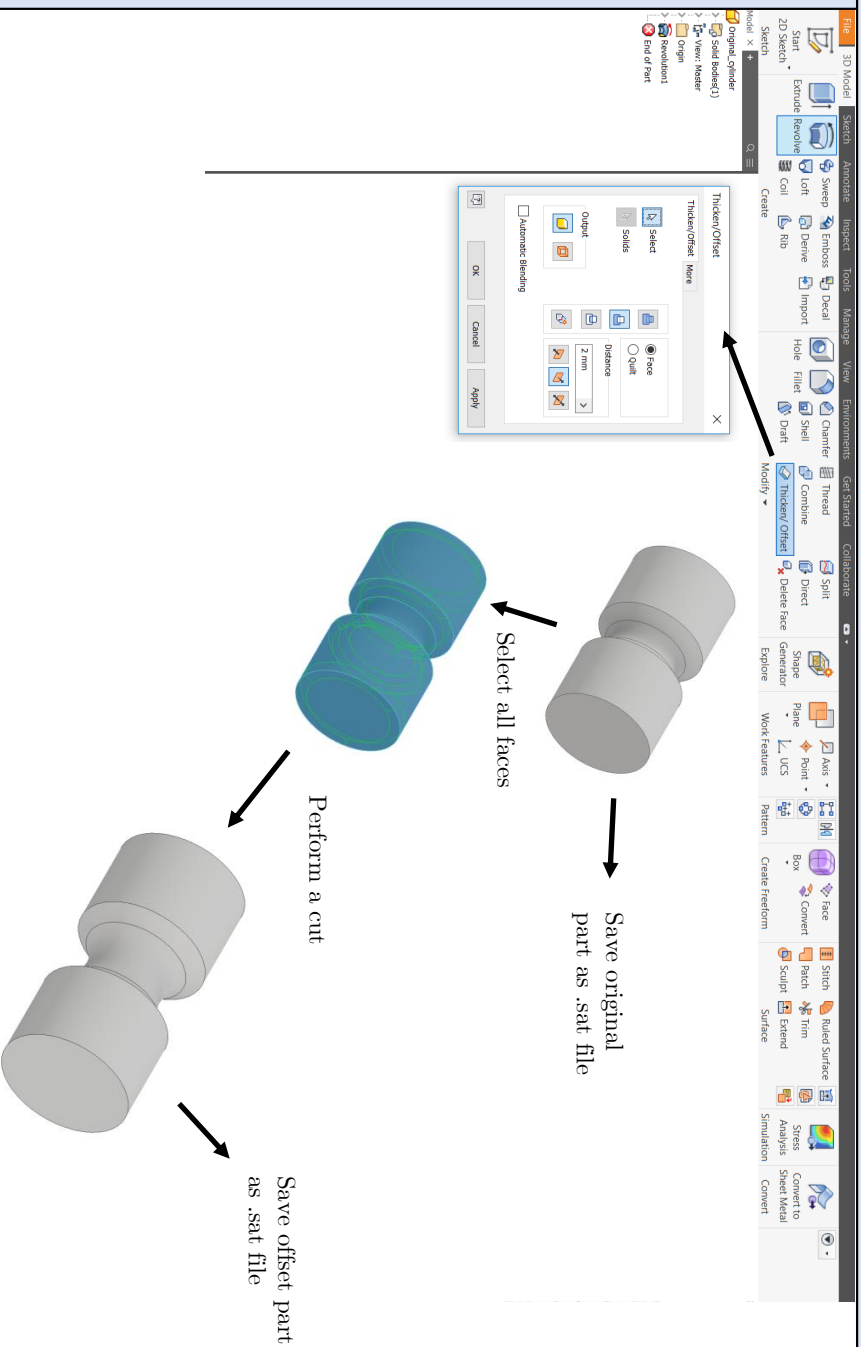 File 3D Model Sketch Annotate Inspect Tools Manage View Environments Get Started Collaborate
Start
2D Sketch
Sketch
Extrude
Revolve
Sweep
Loft
Coil
Emboss
Derive
Rib
Decal
Import
Create
Hole
Fillet
Chamfer
Shell
Draft
Thread
Combine
Thicken/ Offset
Split
Direct
Delete Face
Modify
Shape
Generator
Explore
Plane
Axis
Point
UCS
Work Features
Pattern
Box
Face
Convert
Create Freeform
Stitch
Patch
Sculpt
Ruled Surface
Trim
Extend
Surface
Stress
Analysis
Simulation
Convert to
Sheet Metal
Convert
Model × +
Original_cylinder
Solid Bodies(1)
View: Master
Origin
Revolution1
End of Part
Thicken/Offset
Thicken/Offset More
Select
Solids
Output
Face
Quilt
Distance
2 mm
Automatic Blending
OK Cancel Apply
Save original
part as .sat file
Select all faces
Perform a cut
Save offset part
as .sat file